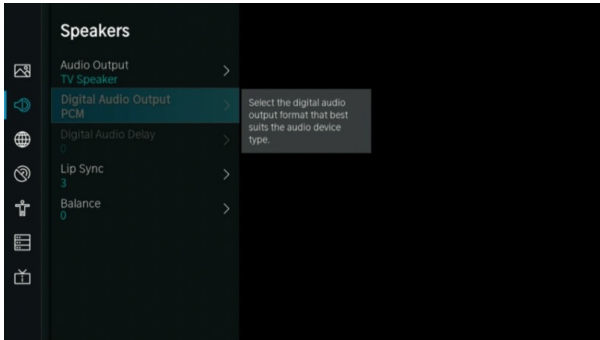 Speakers
Audio Output
TV Speaker
Digital Audio Output
PCM
Select the digital audio
output format that best
suits the audio device
type.
Digital Audio Delay
0
Lip Sync
3
Balance
0